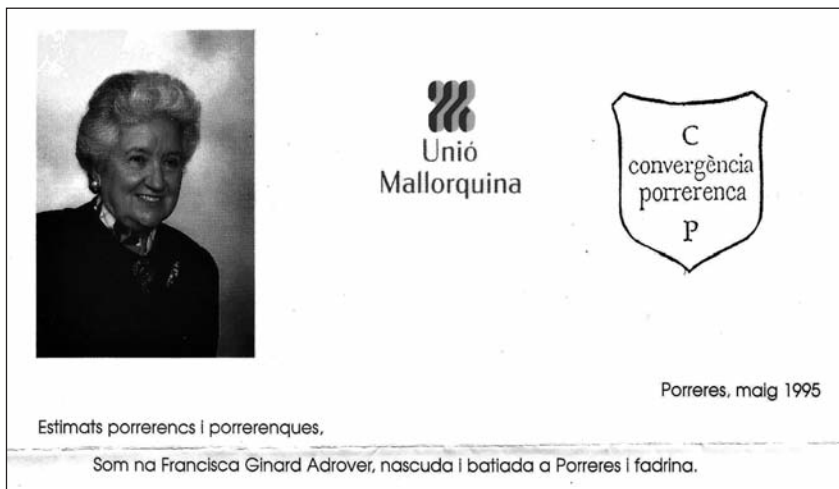 Unió
Mallorquina
C
convergència
porrerenca
P
Porreres, maig 1995
Estimats porrerencs i porrerenques,
Som na Francisca Ginard Adrover, nascuda i batiada a Porreres i fadrina.